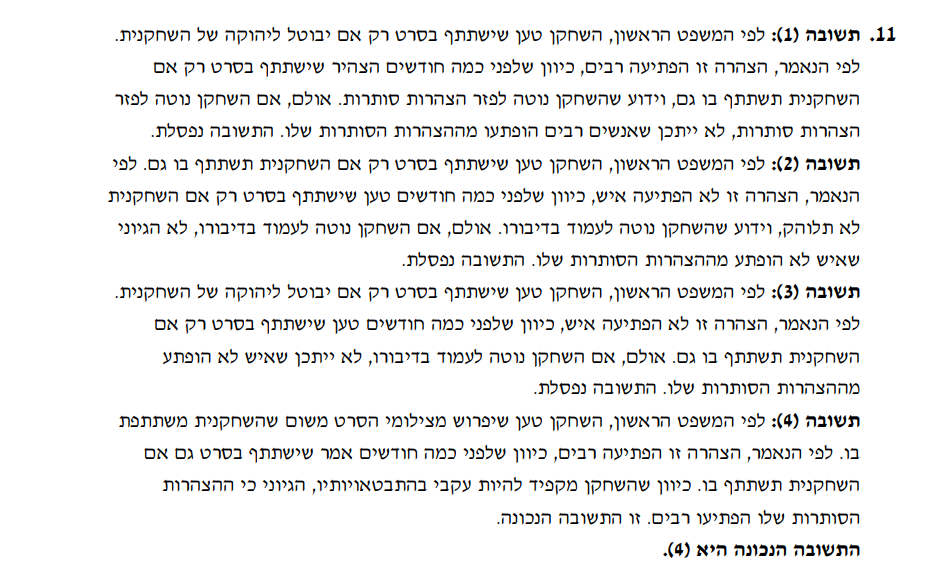 11. תשובה (1): לפי המשפט הראשון, השחקן טען שישתתף בסרט רק אם יבוטל ליהוקה של השחקנית.
לפי הנאמר, הצהרה זו הפתיעה רבים, כיוון שלפני כמה חודשים הצהיר שישתתף בסרט רק אם
השחקנית תשתתף בו גם, וידוע שהשחקן נוטה לפזר הצהרות סותרות. אולם, אם השחקן נוטה לפזר
הצהרות סותרות, לא ייתכן שאנשים רבים הופתעו מההצהרות הסותרות שלו. התשובה נפסלת.
תשובה (2): לפי המשפט הראשון, השחקן טען שישתתף בסרט רק אם השחקנית תשתתף בו גם. לפי
הנאמר, הצהרה זו לא הפתיעה איש, כיוון שלפני כמה חודשים טען שישתתף בסרט רק אם השחקנית
לא תלוהק, וידוע שהשחקן נוטה לעמוד בדיבורו. אולם, אם השחקן נוטה לעמוד בדיבורו, לא הגיוני
שאיש לא הופתע מההצהרות הסותרות שלו. התשובה נפסלת.
תשובה (3): לפי המשפט הראשון, השחקן טען שישתתף בסרט רק אם יבוטל ליהוקה של השחקנית.
לפי הנאמר, הצהרה זו לא הפתיעה איש, כיוון שלפני כמה חודשים טען שישתתף בסרט רק אם
השחקנית תשתתף בו גם. אולם, אם השחקן נוטה לעמוד בדיבורו, לא ייתכן שאיש לא הופתע
מההצהרות הסותרות שלו. התשובה נפסלת.
תשובה (4): לפי המשפט הראשון, השחקן טען שיפרוש מצילומי הסרט משום שהשחקנית משתתפת
בו. לפי הנאמר, הצהרה זו הפתיעה רבים, כיוון שלפני כמה חודשים אמר שישתתף בסרט גם אם
השחקנית תשתתף בו. כיוון שהשחקן מקפיד להיות עקבי בהתבטאויותיו, הגיוני כי ההצהרות
הסותרות שלו הפתיעו רבים. זו התשובה הנכונה.
התשובה הנכונה היא (4).